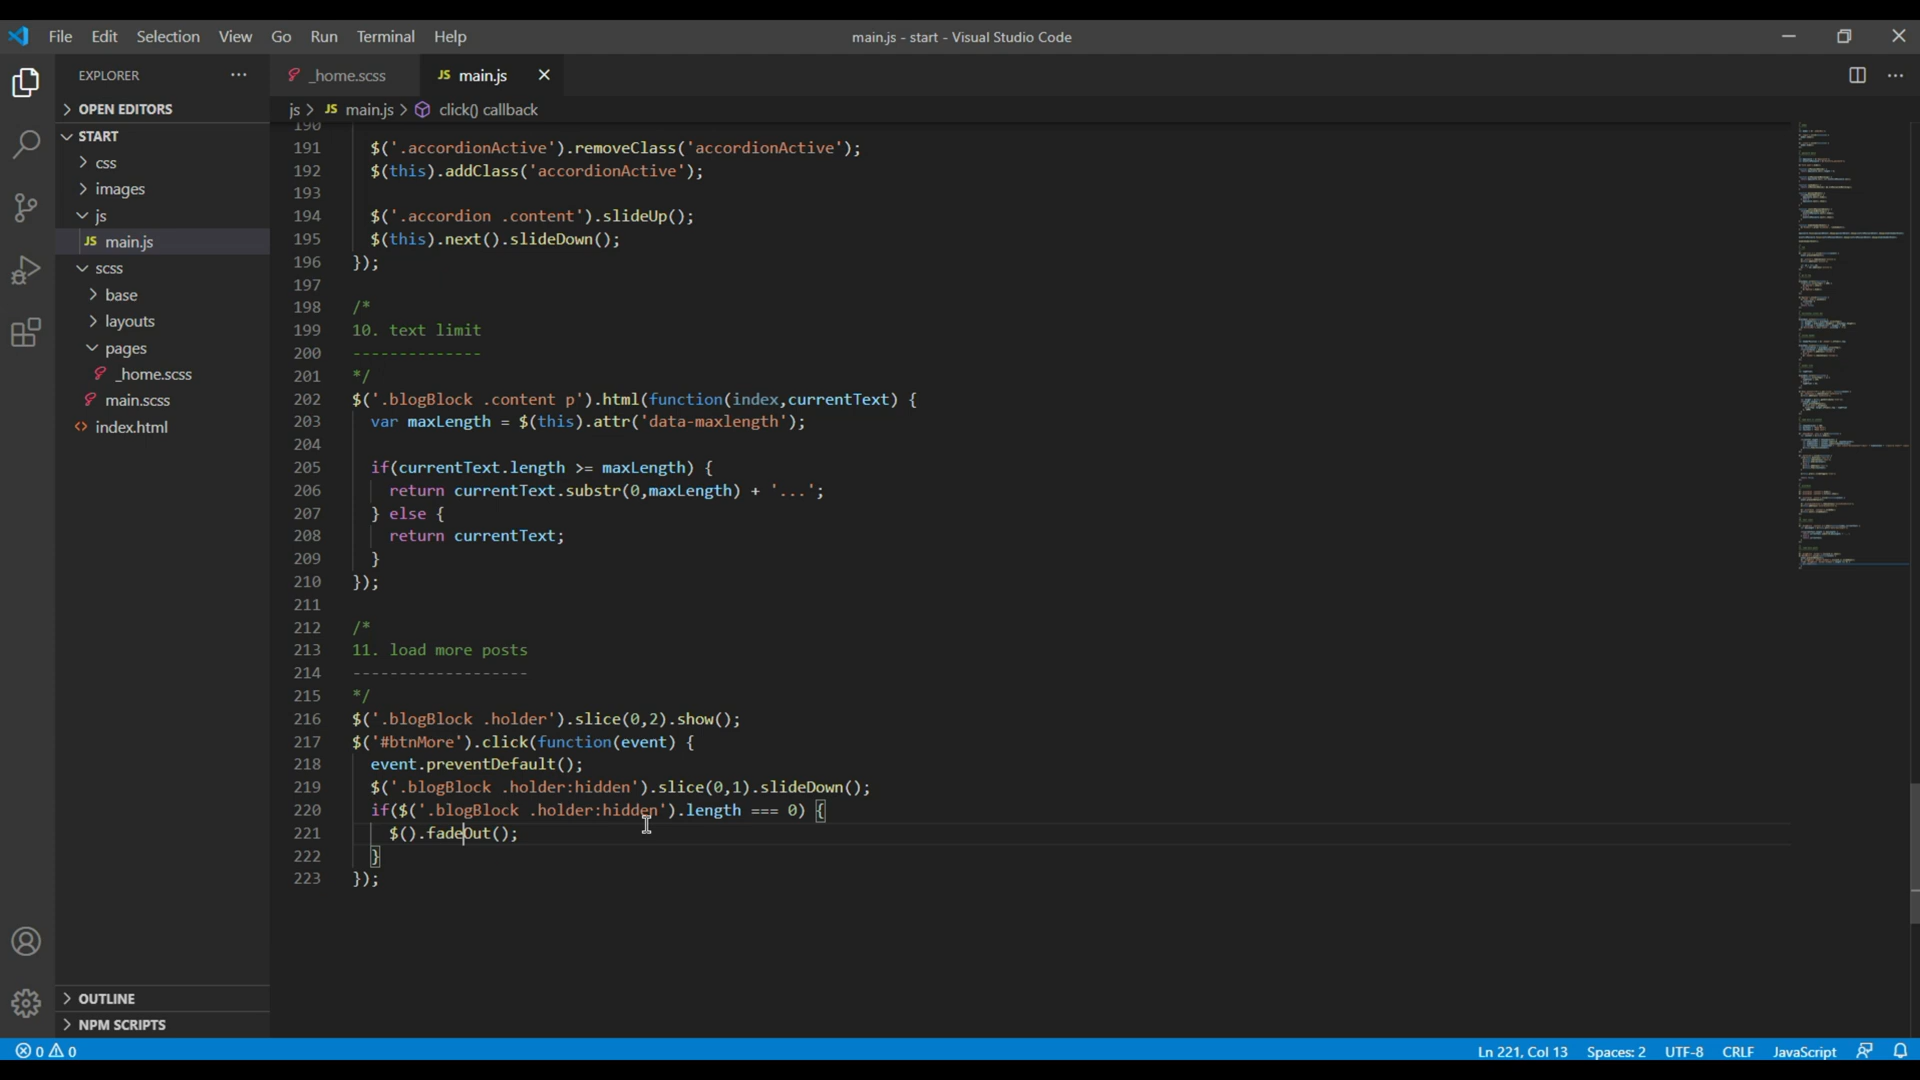 File Edit Selection View Go Run Terminal Help
main.js - start - Visual Studio Code
EXPLORER
OPEN EDITORS
START
css
images
js
JS main.js
scss
base
layouts
pages
_home.scss
main.scss
index.html
OUTLINE
NPM SCRIPTS
_home.scss
JS main.js
js > JS main.js > click() callback
190
191 $('.accordionActive').removeClass('accordionActive');
192 $(this).addClass('accordionActive');
193
194 $('.accordion .content').slideUp();
195 $(this).next().slideDown();
196 });
197
198 /*
199 10. text limit
200 --------------
201 */
202 $('.blogBlock .content p').html(function(index,currentText) {
203 var maxLength = $(this).attr('data-maxlength');
204
205 if(currentText.length >= maxLength) {
206 return currentText.substr(0,maxLength) + '...';
207 } else {
208 return currentText;
209 }
210 });
211
212 /*
213 11. load more posts
214 -------------------
215 */
216 $('.blogBlock .holder').slice(0,2).show();
217 $('#btnMore').click(function(event) {
218 event.preventDefault();
219 $('.blogBlock .holder:hidden').slice(0,1).slideDown();
220 if($('.blogBlock .holder:hidden').length === 0) {
221 $().fadeOut();
222 }
223 });
0 0
Ln 221, Col 13 Spaces: 2 UTF-8 CRLF JavaScript